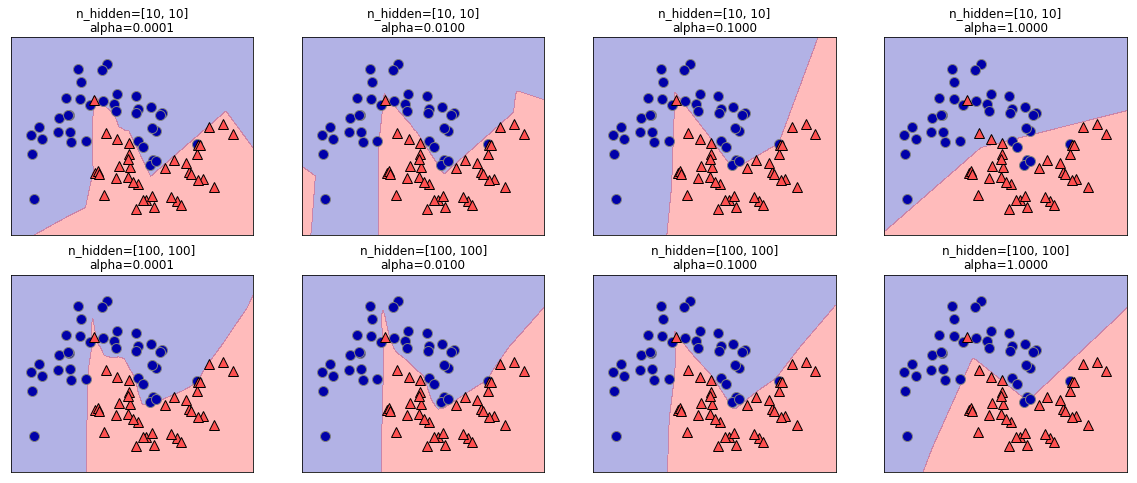 n_hidden=[10, 10]
alpha=0.0001
n_hidden=[10, 10]
alpha=0.0100
n_hidden=[10, 10]
alpha=0.1000
n_hidden=[10, 10]
alpha=1.0000
n_hidden=[100, 100]
alpha=0.0001
n_hidden=[100, 100]
alpha=0.0100
n_hidden=[100, 100]
alpha=0.1000
n_hidden=[100, 100]
alpha=1.0000